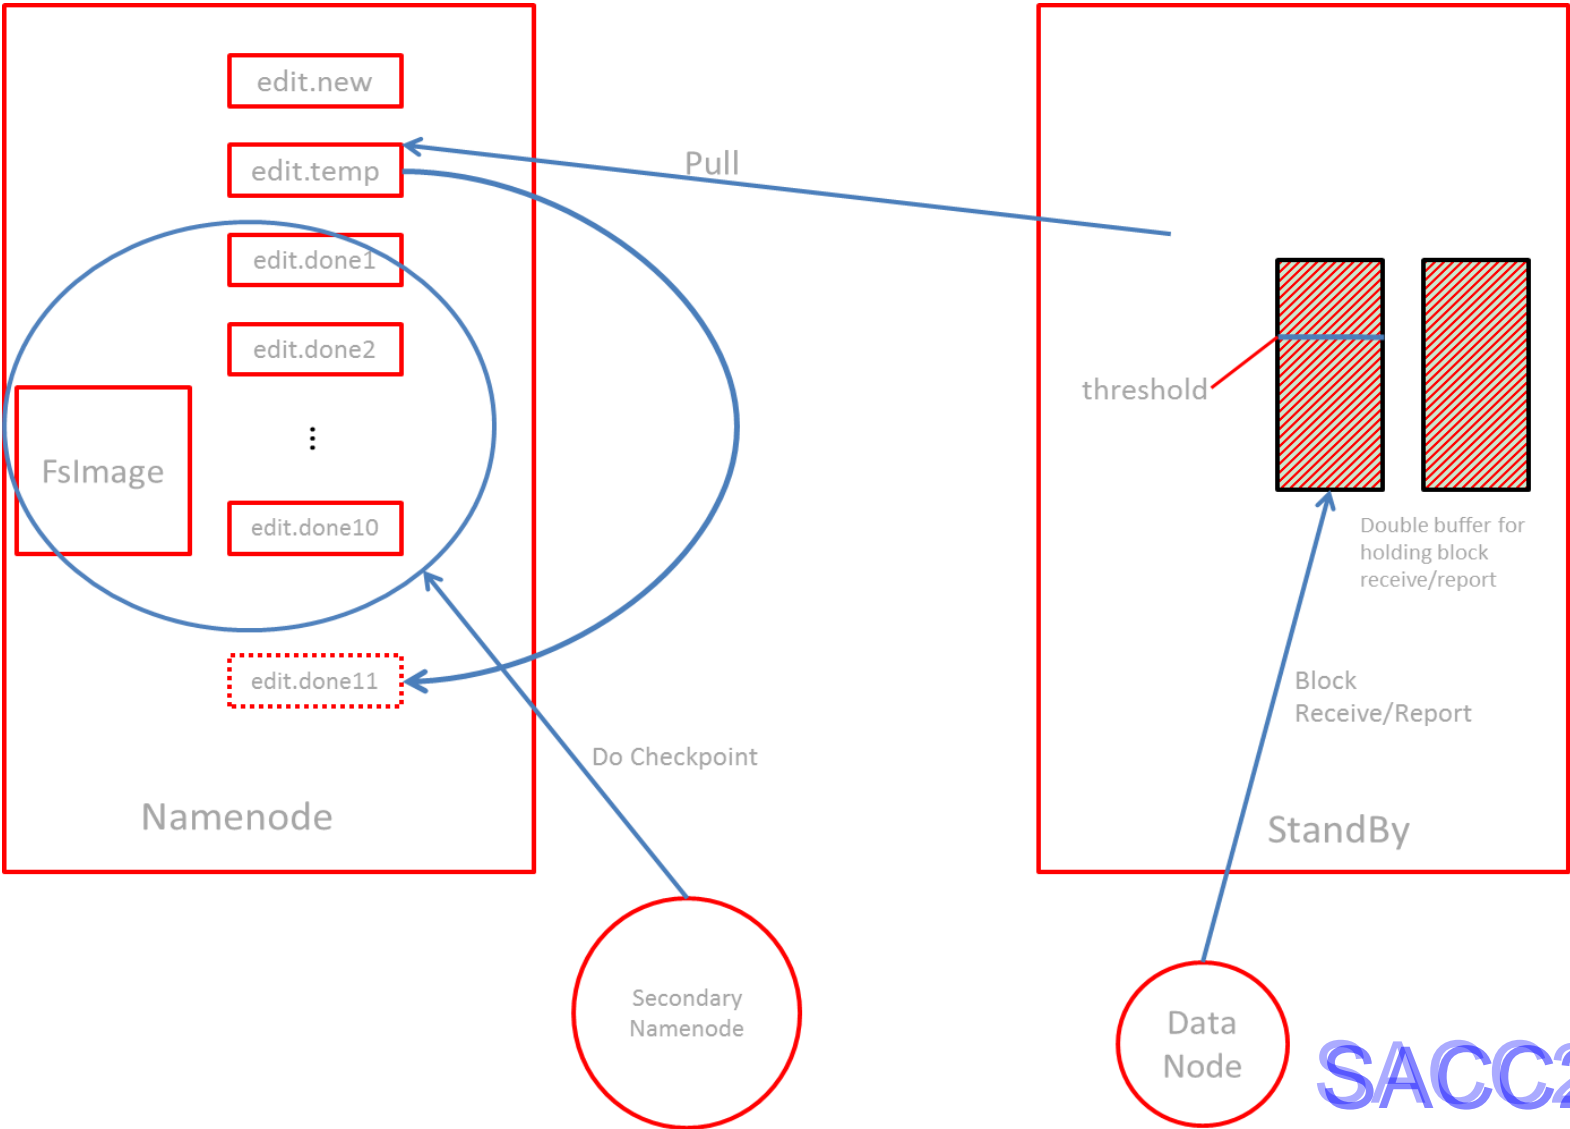 edit.new
edit.temp
Pull
edit.done1
edit.done2
threshold
...
FsImage
edit.done10
Double buffer for
holding block
receive/report
edit.done11
Block
Receive/Report
Do Checkpoint
Namenode
StandBy
Secondary
Namenode
Data
Node
SACC2